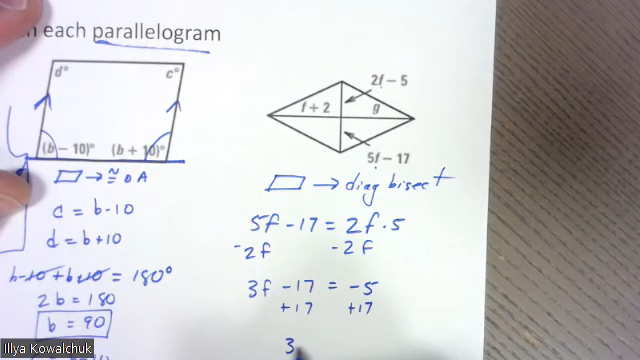 each parallelogram
d°
c°
(b − 10)°
(b + 10)°
▱ → ≅ O A
c = b-10
d = b+10
b-10+b+10 = 180°
2b = 180
b = 90
2f − 5
f + 2
g
5f − 17
▱ → diag bisect
5f - 17 = 2f · 5
-2f -2f
3f - 17 = -5
+17 +17
3
Illya Kowalchuk